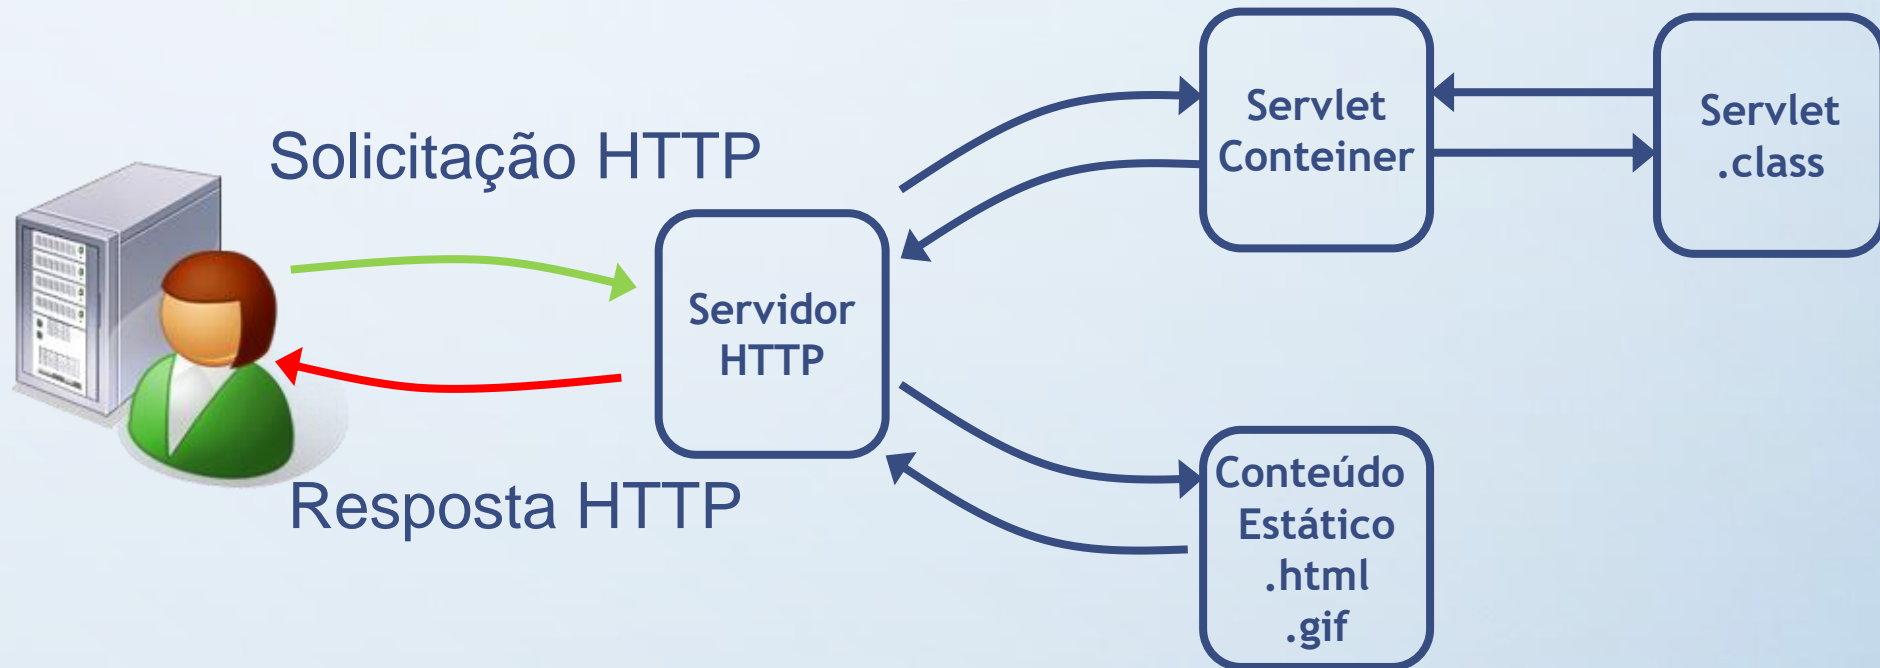 Solicitação HTTP
Resposta HTTP
Servidor
HTTP
Servlet
Conteiner
Servlet
.class
Conteúdo
Estático
.html
.gif